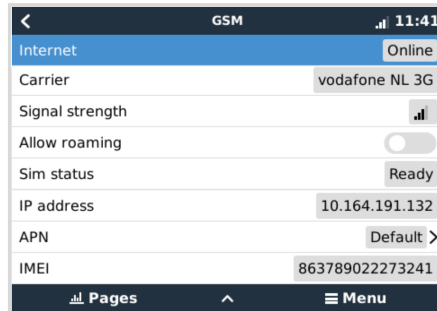 GSM 11:41
Internet Online
Carrier vodafone NL 3G
Signal strength
Allow roaming
Sim status Ready
IP address 10.164.191.132
APN Default
IMEI 863789022273241
Pages Menu